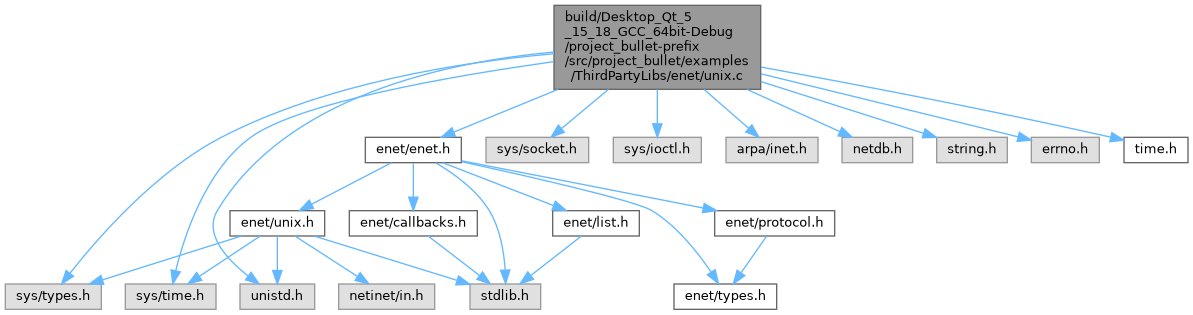 build/Desktop_Qt_5
_15_18_GCC_64bit-Debug
/project_bullet-prefix
/src/project_bullet/examples
/ThirdPartyLibs/enet/unix.c
enet/enet.h
sys/socket.h
sys/ioctl.h
arpa/inet.h
netdb.h
string.h
errno.h
time.h
enet/unix.h
enet/callbacks.h
enet/list.h
enet/protocol.h
sys/types.h
sys/time.h
unistd.h
netinet/in.h
stdlib.h
enet/types.h